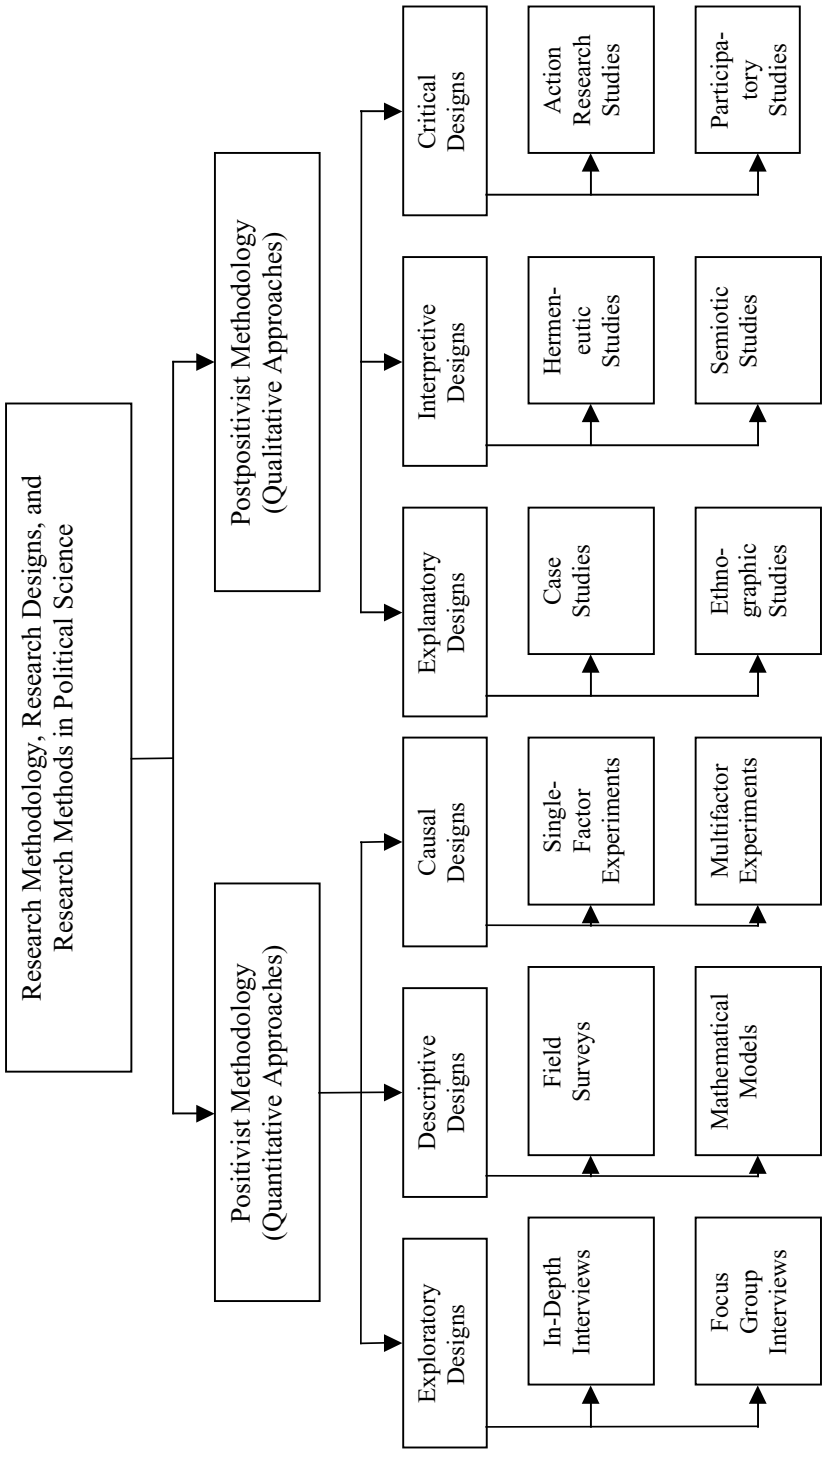 Research Methodology, Research Designs, and
Research Methods in Political Science
Positivist Methodology
(Quantitative Approaches)
Postpositivist Methodology
(Qualitative Approaches)
Exploratory
Designs
Descriptive
Designs
Causal
Designs
Explanatory
Designs
Interpretive
Designs
Critical
Designs
In-Depth
Interviews
Field
Surveys
Single-
Factor
Experiments
Case
Studies
Hermen-
eutic
Studies
Action
Research
Studies
Focus
Group
Interviews
Mathematical
Models
Multifactor
Experiments
Ethno-
graphic
Studies
Semiotic
Studies
Participa-
tory
Studies